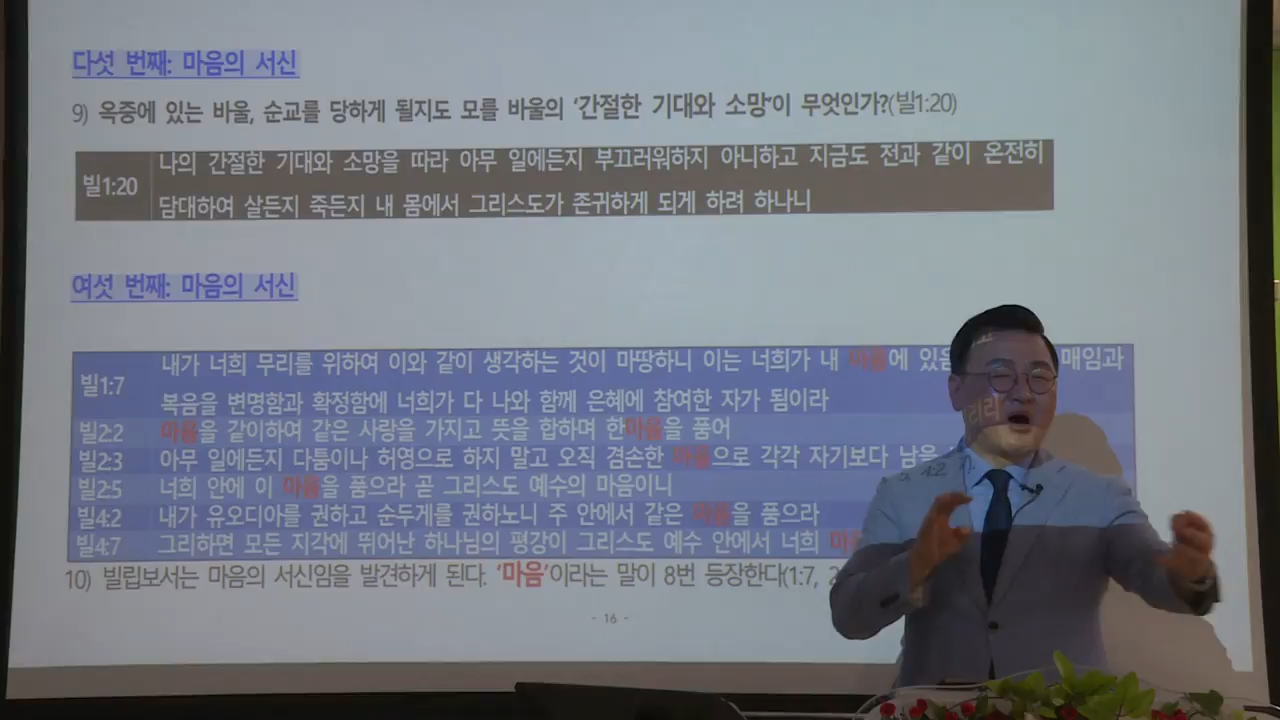 다섯 번째: 마음의 서신
9) 옥중에 있는 바울, 순교를 당하게 될지도 모를 바울의 '간절한 기대와 소망'이 무엇인가?(빌1:20)
빌1:20
나의 간절한 기대와 소망을 따라 아무 일에든지 부끄러워하지 아니하고 지금도 전과 같이 온전히
담대하여 살든지 죽든지 내 몸에서 그리스도가 존귀하게 되게 하려 하나니
여섯 번째: 마음의 서신
빌1:7
내가 너희 무리를 위하여 이와 같이 생각하는 것이 마땅하니 이는 너희가 내 마음에 매임과
복음을 변명함과 확정함에 너희가 다 나와 함께 은혜에 참여한 자가 됨이라
빌2:2 마음을 같이하여 같은 사랑을 가지고 뜻을 합하며 한마음을 품어
빌2:3 아무 일에든지 다툼이나 허영으로 하지 말고 오직 겸손한 마음으로 각각 자기보다 남을
빌2:5 너희 안에 이 마음을 품으라 곧 그리스도 예수의 마음이니
빌4:2 내가 유오디아를 권하고 순두게를 권하노니 주 안에서 같은 마음을 품으라
빌4:7 그리하면 모든 지각에 뛰어난 하나님의 평강이 그리스도 예수 안에서 너희
10) 빌립보서는 마음의 서신임을 발견하게 된다. '마음'이라는 말이 8번 등장한다(1:7,
- 16 -